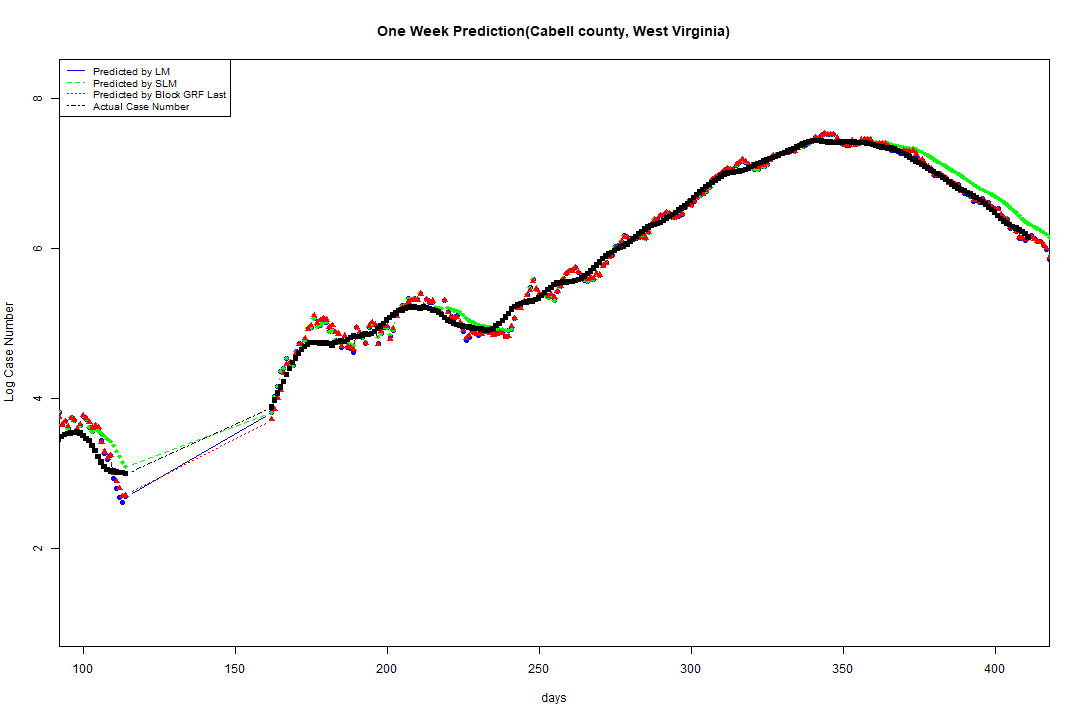 One Week Prediction(Cabell county, West Virginia)
Predicted by LM
Predicted by SLM
Predicted by Block GRF Last
Actual Case Number
8
6
4
2
Log Case Number
100 150 200 250 300 350 400
days